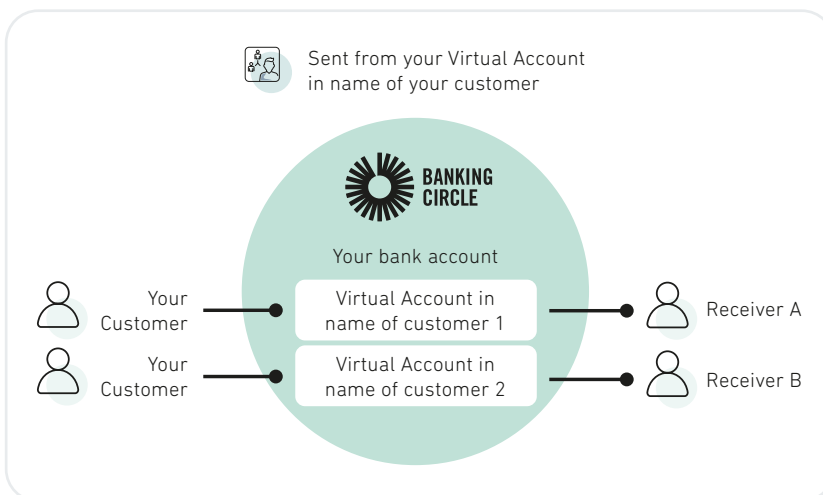 Sent from your Virtual Account
in name of your customer
BANKING
CIRCLE
Your bank account
Your
Customer
Virtual Account in
name of customer 1
Receiver A
Your
Customer
Virtual Account in
name of customer 2
Receiver B